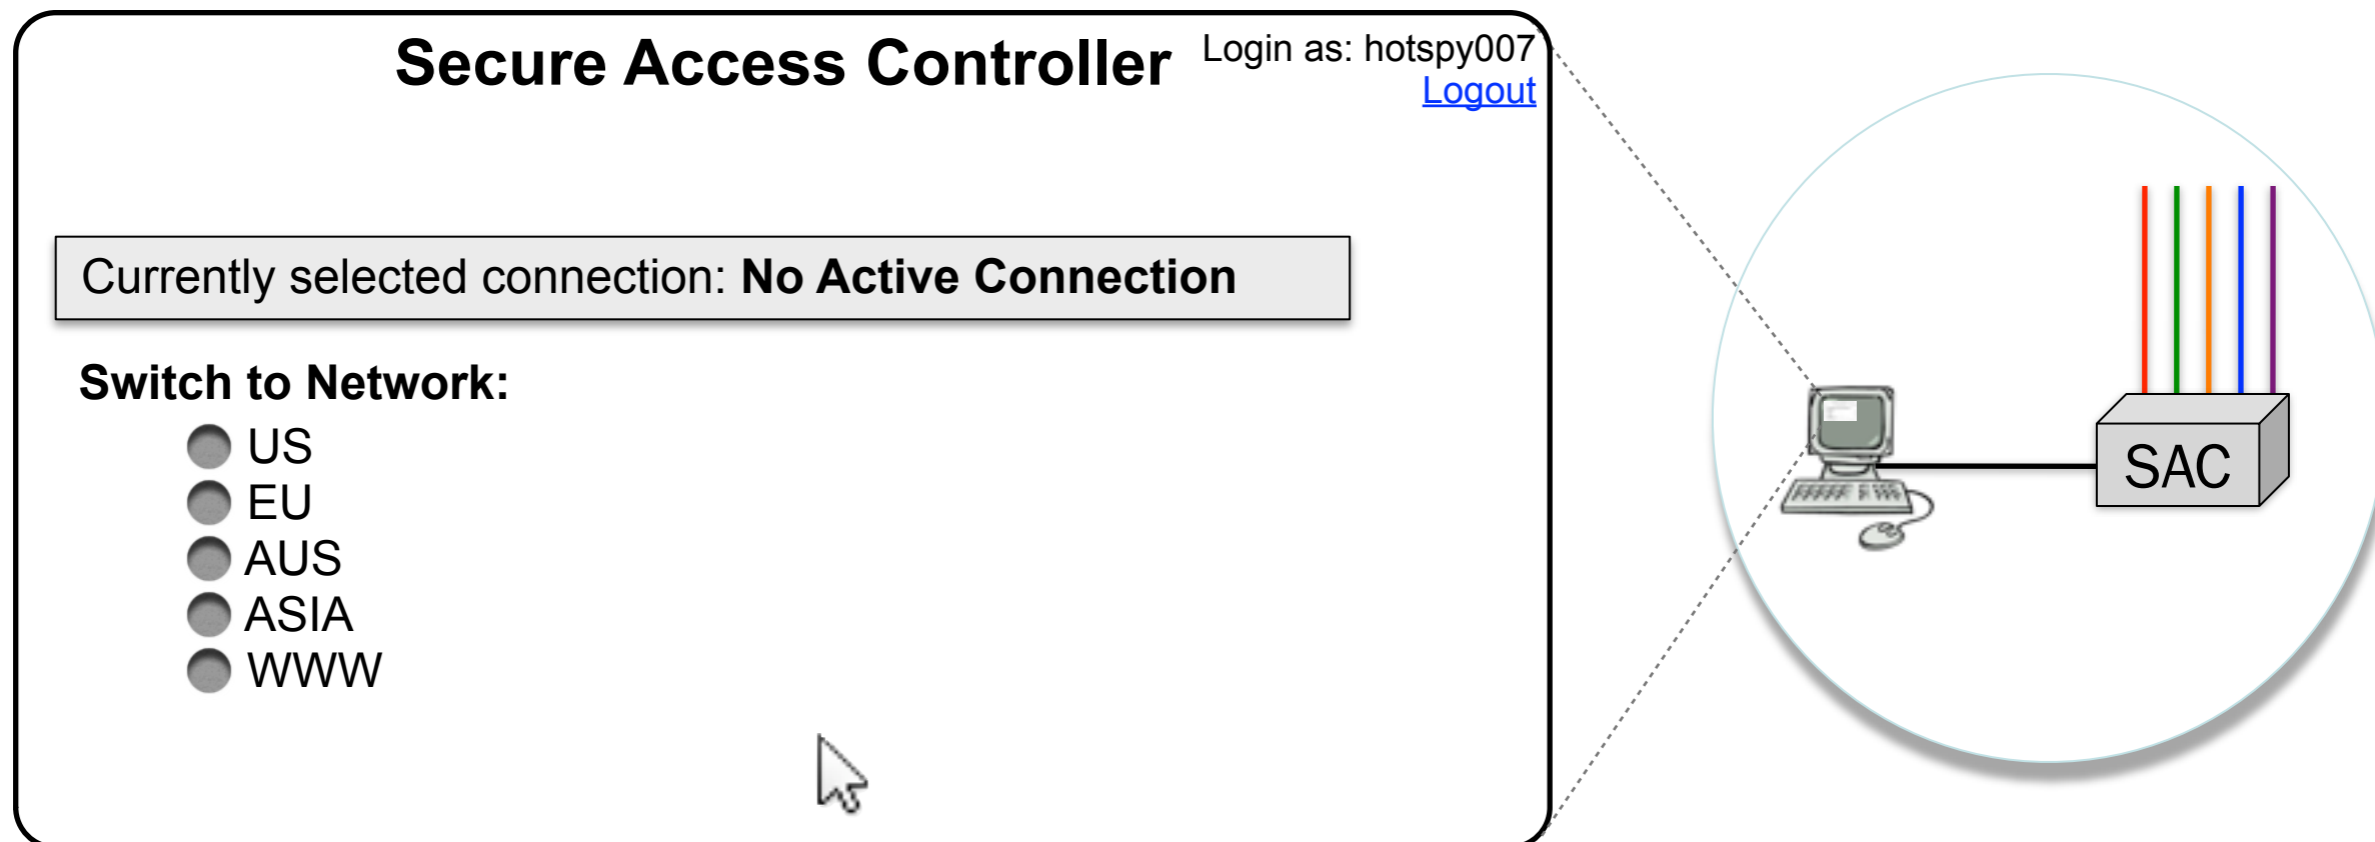 Secure Access Controller
Login as: hotspy007
Logout
Currently selected connection: No Active Connection
Switch to Network:
US
EU
AUS
ASIA
WWW
SAC